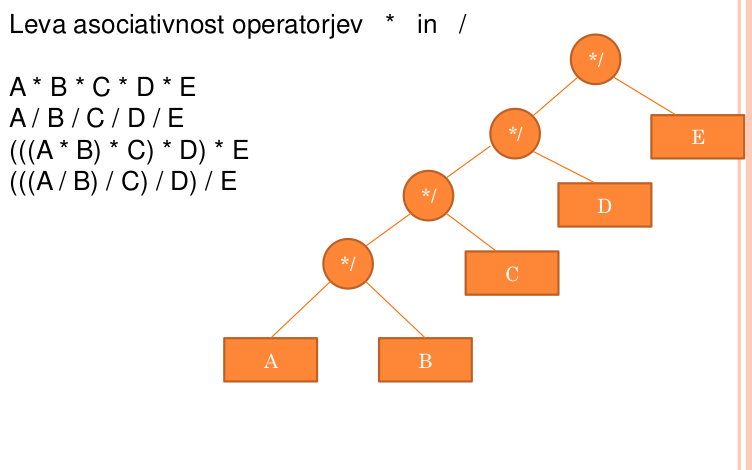 Leva asociativnost operatorjev * in /
A * B * C * D * E
A / B / C / D / E
(((A * B) * C) * D) * E
(((A / B) / C) / D) / E
*/
E
*/
D
*/
C
*/
A
B